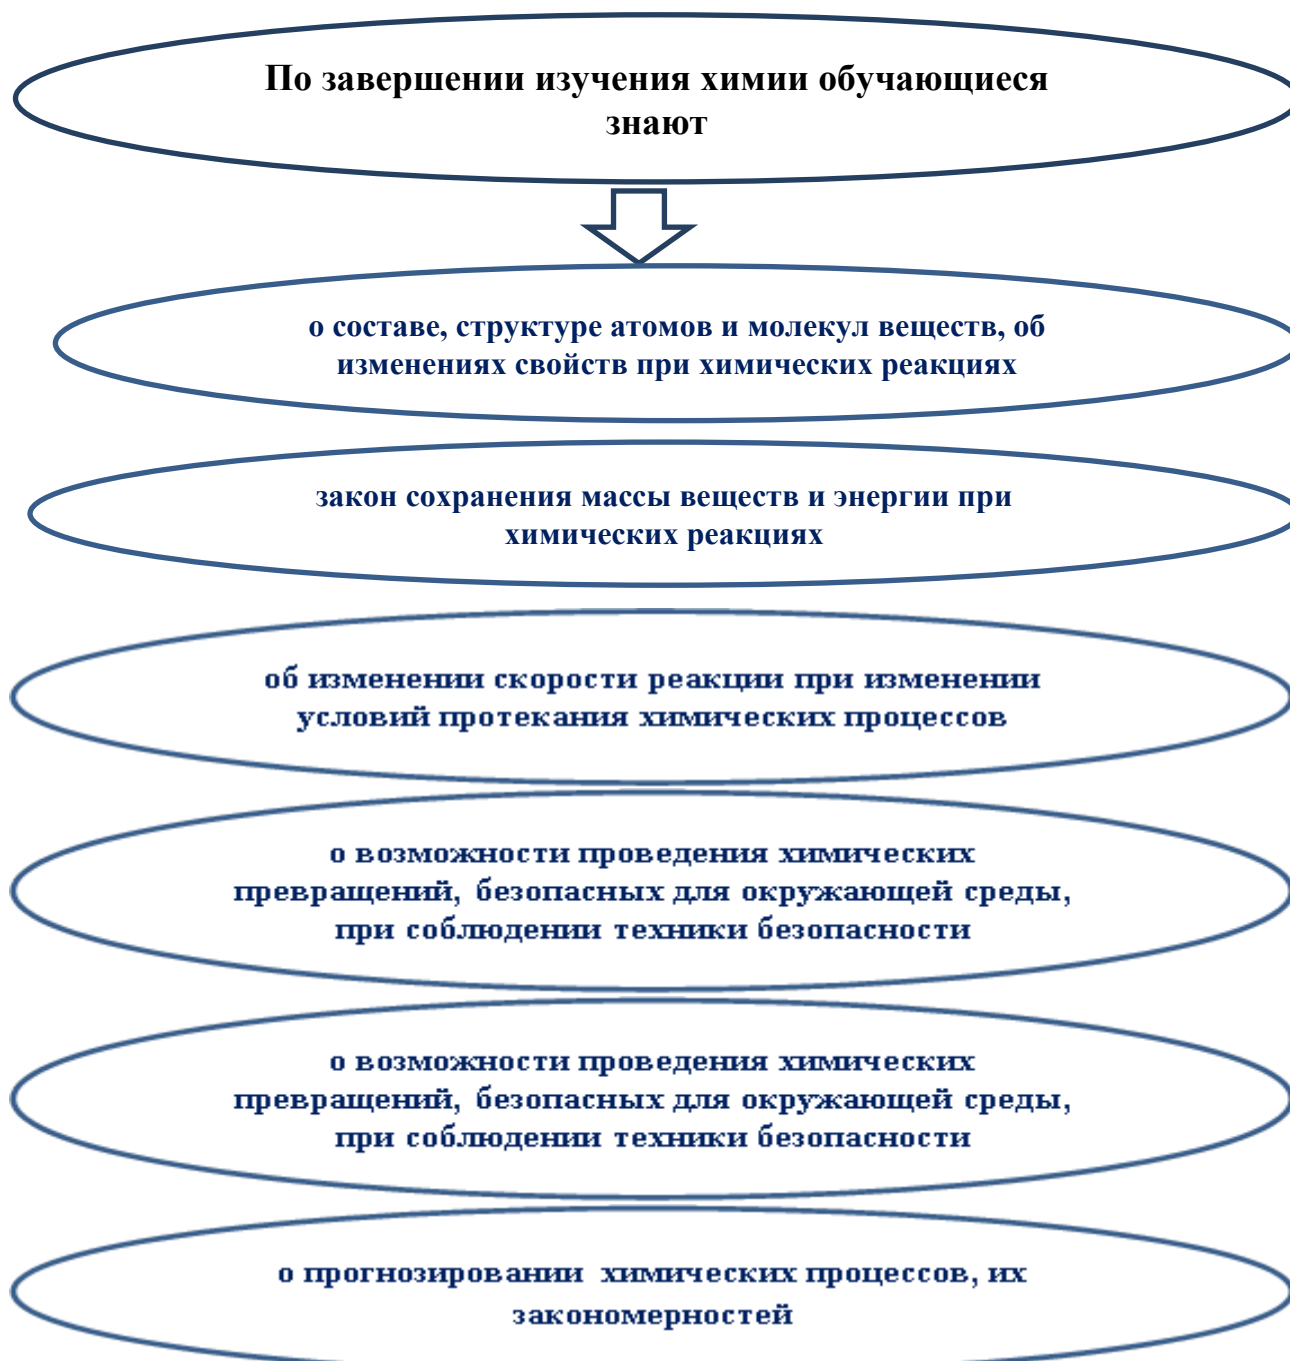 По завершении изучения химии обучающиеся
знают
о составе, структуре атомов и молекул веществ, об
изменениях свойств при химических реакциях
закон сохранения массы веществ и энергии при
химических реакциях
об изменении скорости реакции при изменении
условий протекания химических процессов
о возможности проведения химических
превращений, безопасных для окружающей среды,
при соблюдении техники безопасности
о возможности проведения химических
превращений, безопасных для окружающей среды,
при соблюдении техники безопасности
о прогнозировании химических процессов, их
закономерностей